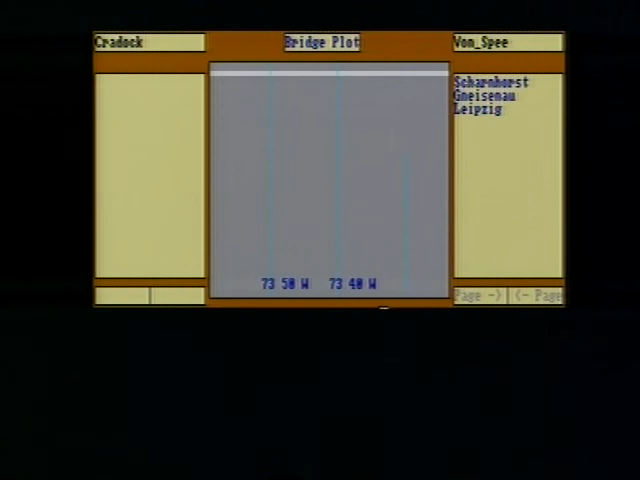 Cradock
Bridge Plot
Von_Spee
Scharnhorst
Gneisenau
Leipzig
73 50 W
73 40 W
Page -)
(- Page